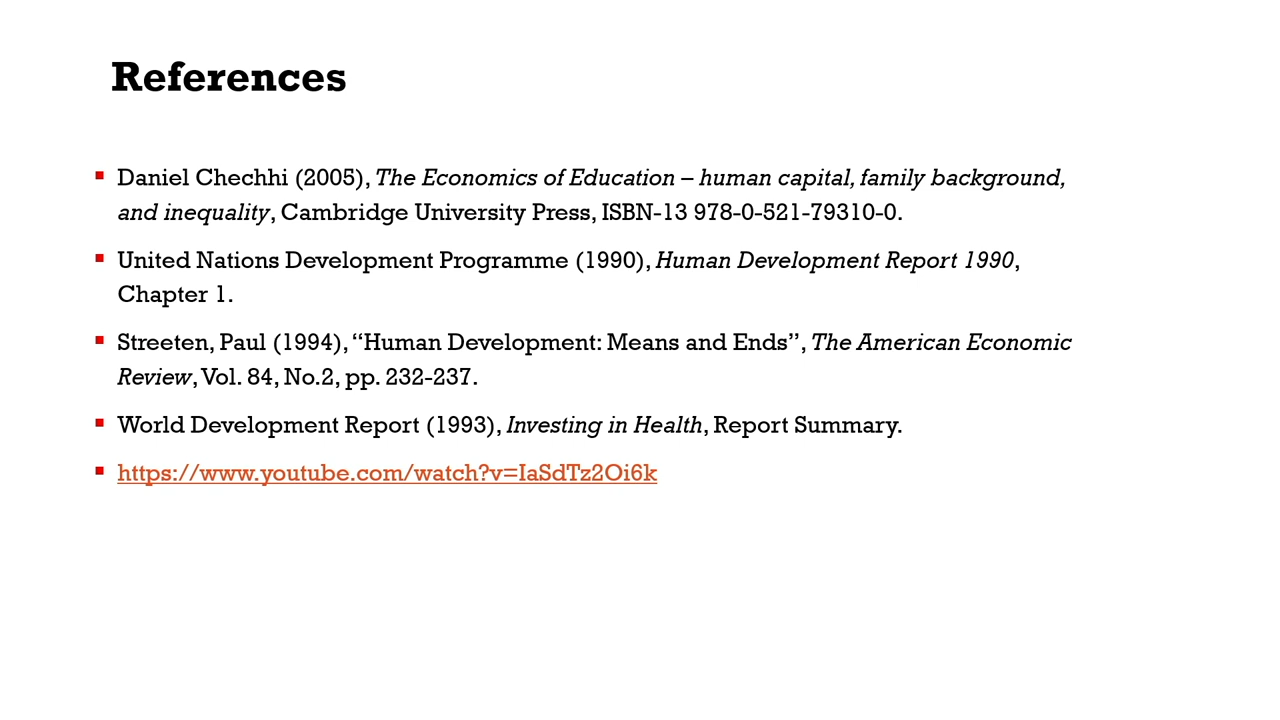 References
▪ Daniel Chechhi (2005), The Economics of Education – human capital, family background,
and inequality, Cambridge University Press, ISBN-13 978-0-521-79310-0.
▪ United Nations Development Programme (1990), Human Development Report 1990,
Chapter 1.
▪ Streeten, Paul (1994), “Human Development: Means and Ends”, The American Economic
Review, Vol. 84, No.2, pp. 232-237.
▪ World Development Report (1993), Investing in Health, Report Summary.
▪ https://www.youtube.com/watch?v=IaSdTz2Oi6k